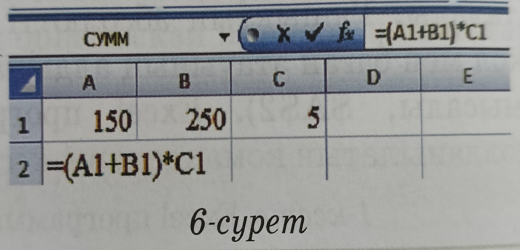 СУММ =(A1+B1)*C1
A B C D E
1 150 250 5
2 =(A1+B1)*C1
6-сурет